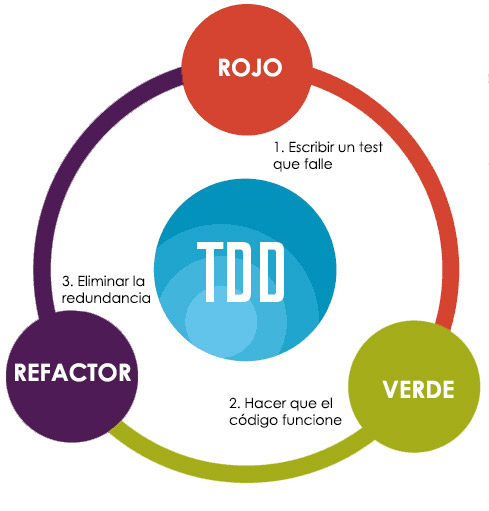 ROJO
1. Escribir un test
que falle
TDD
3. Eliminar la
redundancia
REFACTOR
VERDE
2. Hacer que el
código funcione